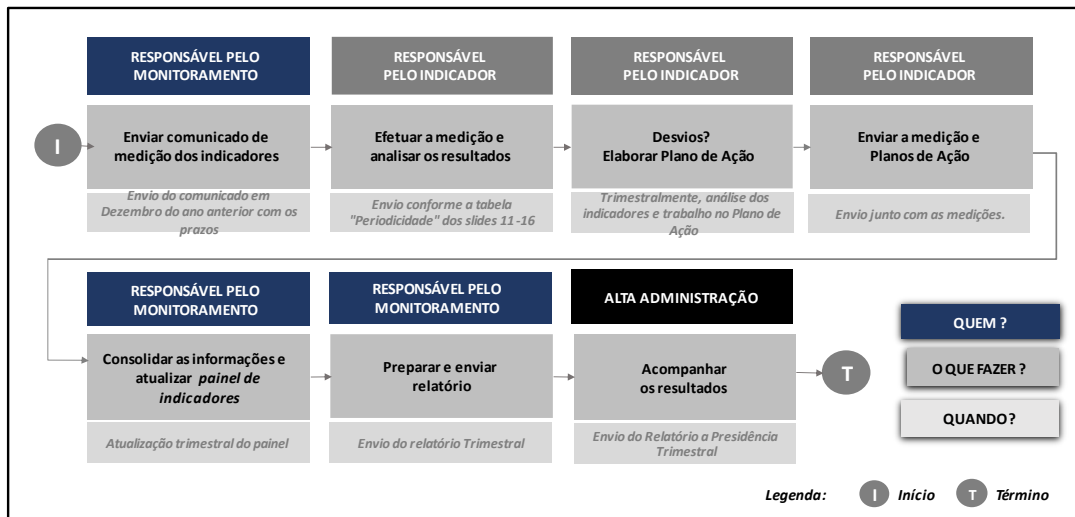 RESPONSÁVEL PELO
MONITORAMENTO
RESPONSÁVEL
PELO INDICADOR
RESPONSÁVEL
PELO INDICADOR
RESPONSÁVEL
PELO INDICADOR
I
Enviar comunicado de
medição dos indicadores
Efetuar a medição e
analisar os resultados
Desvios?
Elaborar Plano de Ação
Enviar a medição e
Planos de Ação
Envio do comunicado em
Dezembro do ano anterior com os
prazos
Envio conforme a tabela
"Periodicidade" dos slides 11-16
Trimestralmente, análise dos
indicadores e trabalho no Plano de
Ação
Envio junto com as medições.
RESPONSÁVEL PELO
MONITORAMENTO
RESPONSÁVEL PELO
MONITORAMENTO
ALTA ADMINISTRAÇÃO
Consolidar as informações e
atualizar painel de
indicadores
Preparar e enviar
relatório
Acompanhar
os resultados
T
Atualização trimestral do painel
Envio do relatório Trimestral
Envio do Relatório a Presidência
Trimestral
QUEM ?
O QUE FAZER ?
QUANDO?
Legenda: I Início T Término